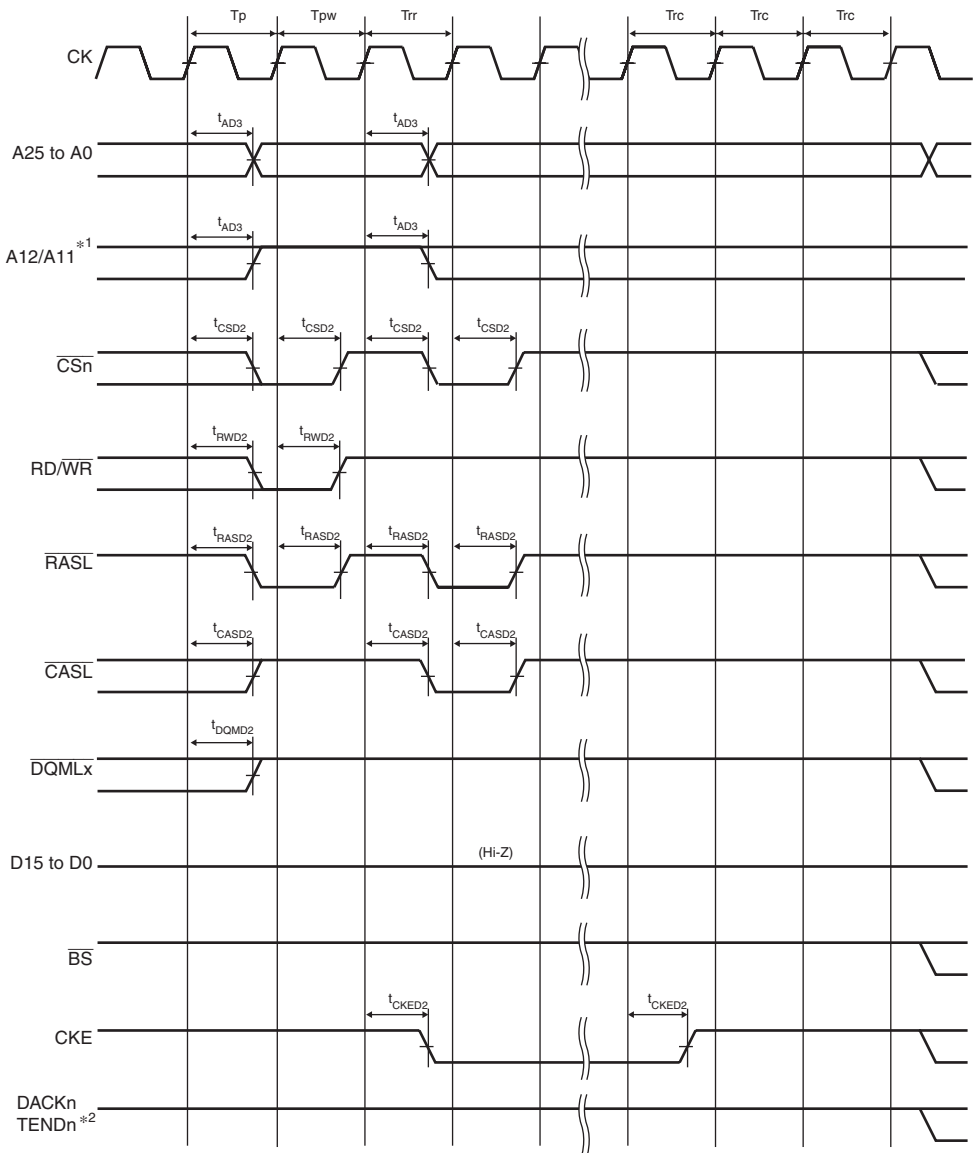 Tp Tpw Trr Trc Trc Trc
CK
tAD3 tAD3
A25 to A0
tAD3 tAD3
A12/A11 *1
tCSD2 tCSD2 tCSD2 tCSD2
CSn
tRWD2 tRWD2
RD/WR
tRASD2 tRASD2 tRASD2 tRASD2
RASL
tCASD2 tCASD2 tCASD2
CASL
tDQMD2
DQMLx
(Hi-Z)
D15 to D0
BS
tCKED2 tCKED2
CKE
DACKn
TENDn *2